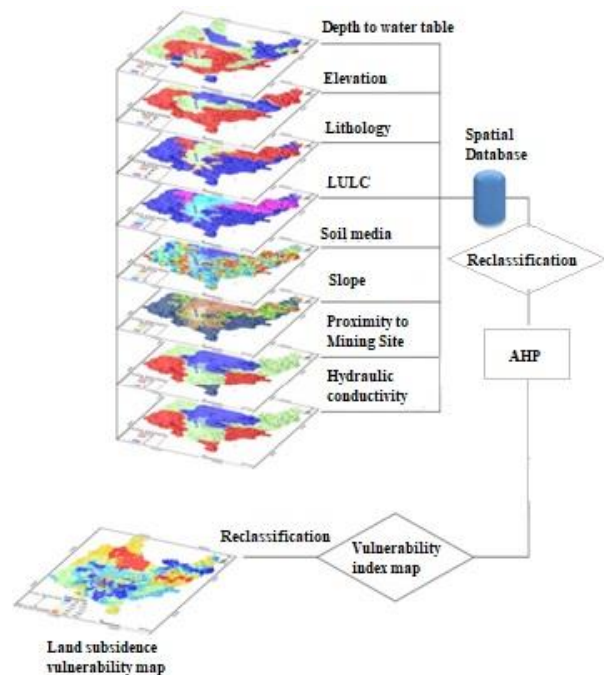 Depth to water table
Elevation
Lithology
LULC
Soil media
Slope
Proximity to
Mining Site
Hydraulic
conductivity
Spatial
Database
Reclassification
AHP
Reclassification
Vulnerability
index map
Land subsidence
vulnerability map